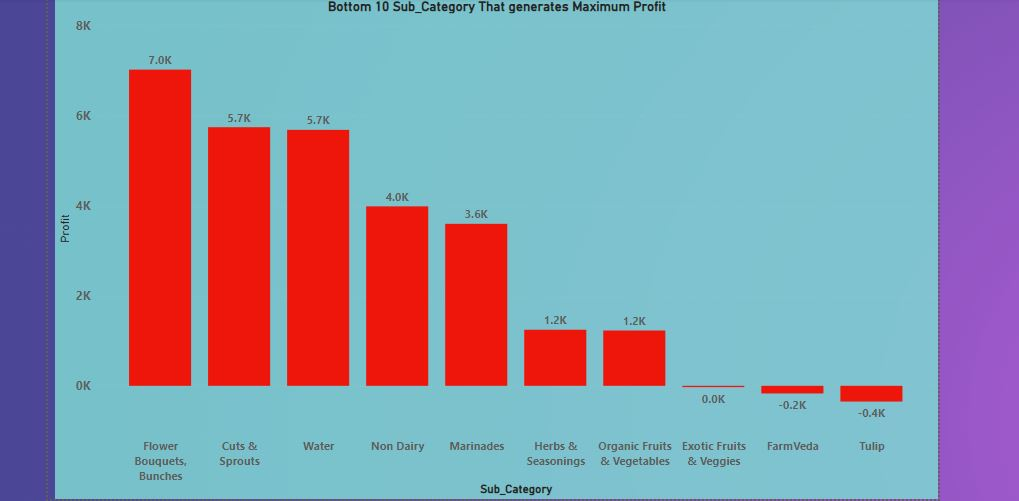 Bottom 10 Sub_Category That generates Maximum Profit
8K
6K
4K
2K
0K
Profit
7.0K
5.7K
5.7K
4.0K
3.6K
1.2K
1.2K
0.0K
-0.2K
-0.4K
Flower
Bouquets,
Bunches
Cuts &
Sprouts
Water
Non Dairy
Marinades
Herbs &
Seasonings
Organic Fruits
& Vegetables
Exotic Fruits
& Veggies
FarmVeda
Tulip
Sub_Category